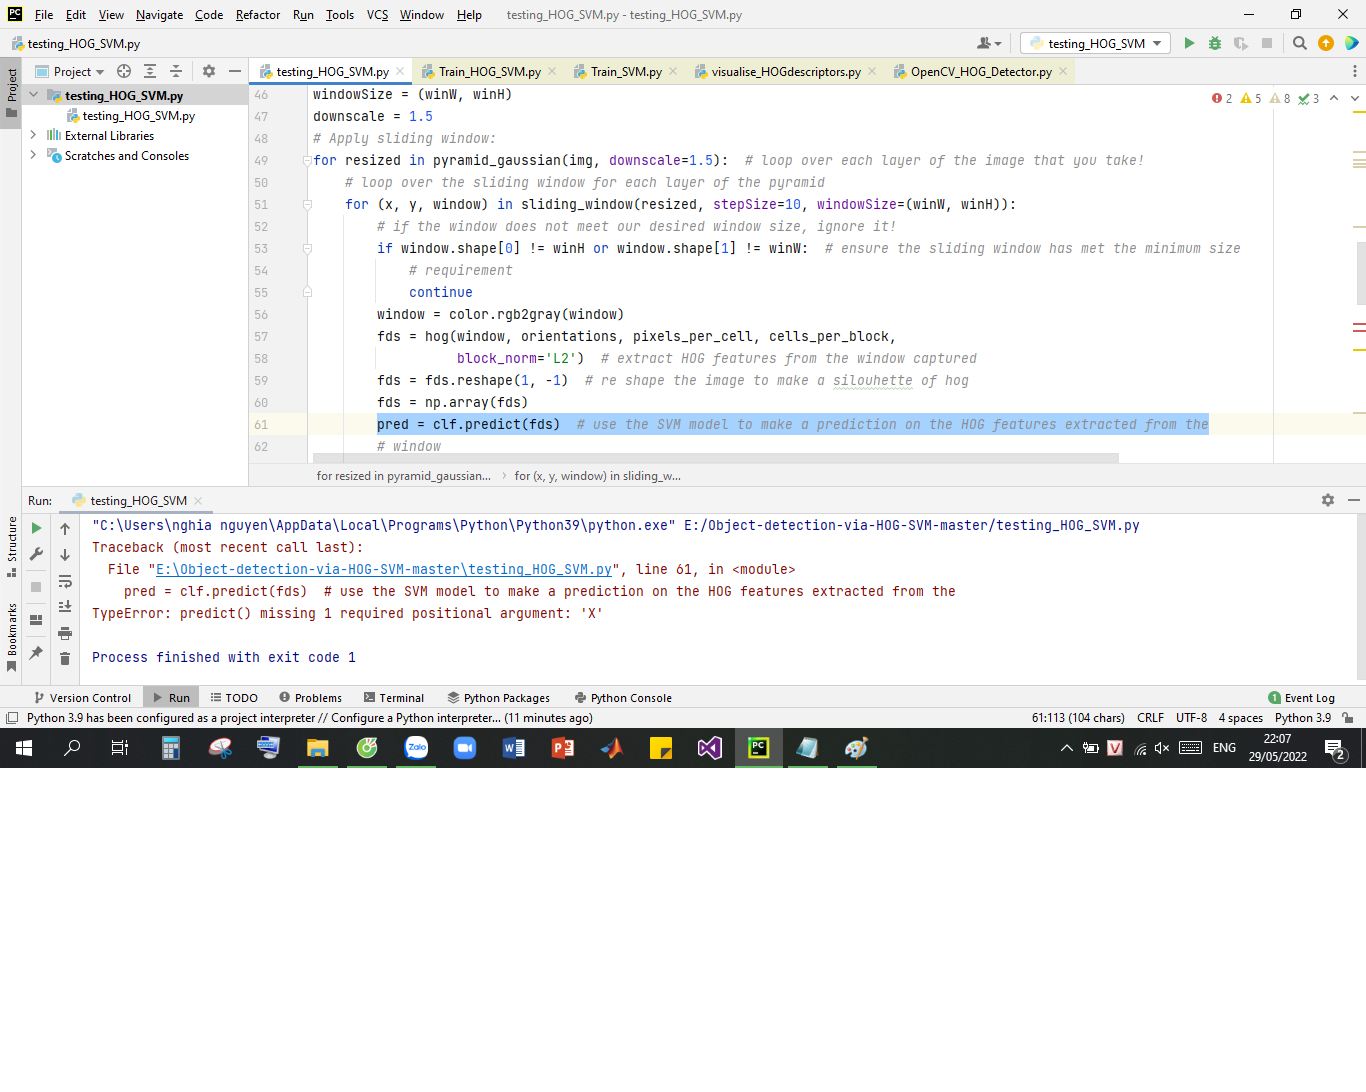 File Edit View Navigate Code Refactor Run Tools VCS Window Help testing_HOG_SVM.py - testing_HOG_SVM.py
testing_HOG_SVM.py testing_HOG_SVM
Project testing_HOG_SVM.py Train_HOG_SVM.py Train_SVM.py visualise_HOGdescriptors.py OpenCV_HOG_Detector.py
Project
testing_HOG_SVM.py
testing_HOG_SVM.py
External Libraries
Scratches and Consoles
2 5 8 3
46 windowSize = (winW, winH)
47 downscale = 1.5
48 # Apply sliding window:
49 for resized in pyramid_gaussian(img, downscale=1.5):  # loop over each layer of the image that you take!
50 # loop over the sliding window for each layer of the pyramid
51 for (x, y, window) in sliding_window(resized, stepSize=10, windowSize=(winW, winH)):
52 # if the window does not meet our desired window size, ignore it!
53 if window.shape[0] != winH or window.shape[1] != winW:  # ensure the sliding window has met the minimum size
54 # requirement
55 continue
56 window = color.rgb2gray(window)
57 fds = hog(window, orientations, pixels_per_cell, cells_per_block,
58 block_norm='L2')  # extract HOG features from the window captured
59 fds = fds.reshape(1, -1)  # re shape the image to make a silouhette of hog
60 fds = np.array(fds)
61 pred = clf.predict(fds)  # use the SVM model to make a prediction on the HOG features extracted from the
62 # window
for resized in pyramid_gaussian... for (x, y, window) in sliding_w...
Run: testing_HOG_SVM
"C:\Users\nghia nguyen\AppData\Local\Programs\Python\Python39\python.exe" E:/Object-detection-via-HOG-SVM-master/testing_HOG_SVM.py
Traceback (most recent call last):
File "E:\Object-detection-via-HOG-SVM-master\testing_HOG_SVM.py", line 61, in <module>
pred = clf.predict(fds)  # use the SVM model to make a prediction on the HOG features extracted from the
TypeError: predict() missing 1 required positional argument: 'X'
Process finished with exit code 1
Structure
Bookmarks
Version Control Run TODO Problems Terminal Python Packages Python Console 1 Event Log
Python 3.9 has been configured as a project interpreter // Configure a Python interpreter... (11 minutes ago) 61:113 (104 chars) CRLF UTF-8 4 spaces Python 3.9
Zalo V ENG 22:07
29/05/2022 2